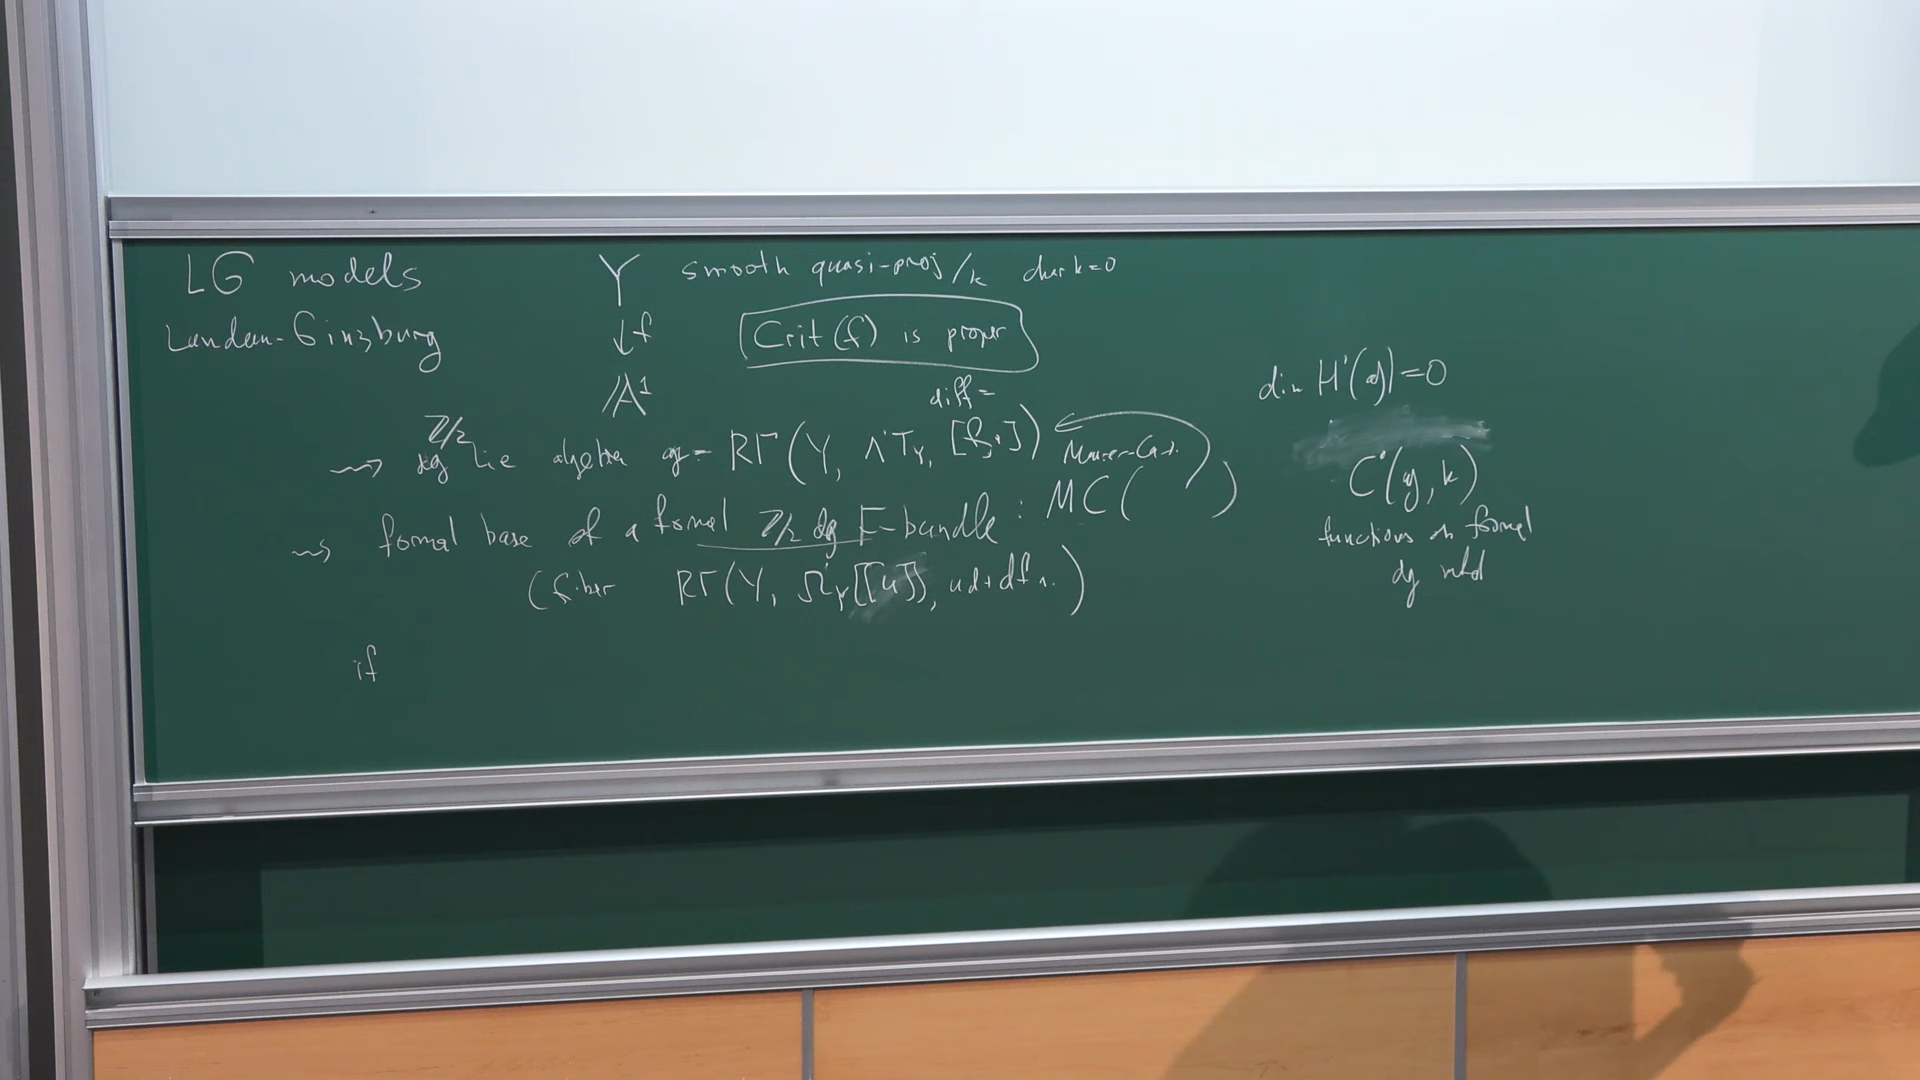 LG models
Landau-Ginzburg
Y smooth quasi-proj/k char k=0
↓f
Crit(f) is proper
/A¹
diff=
⇝ Z/2 dg Lie algebra g = RΓ(Y, Λ˙T_Y, [f,·]) Maurer-Cart.
⇝ formal base of a formal Z/2 dg F-bundle : MC( )
(fiber RΓ(Y, Ω˙_Y[[u]], ud+df∧·)
if
dim H˙(g)=0
C˙(g,k)
functions on formal
dg mfd